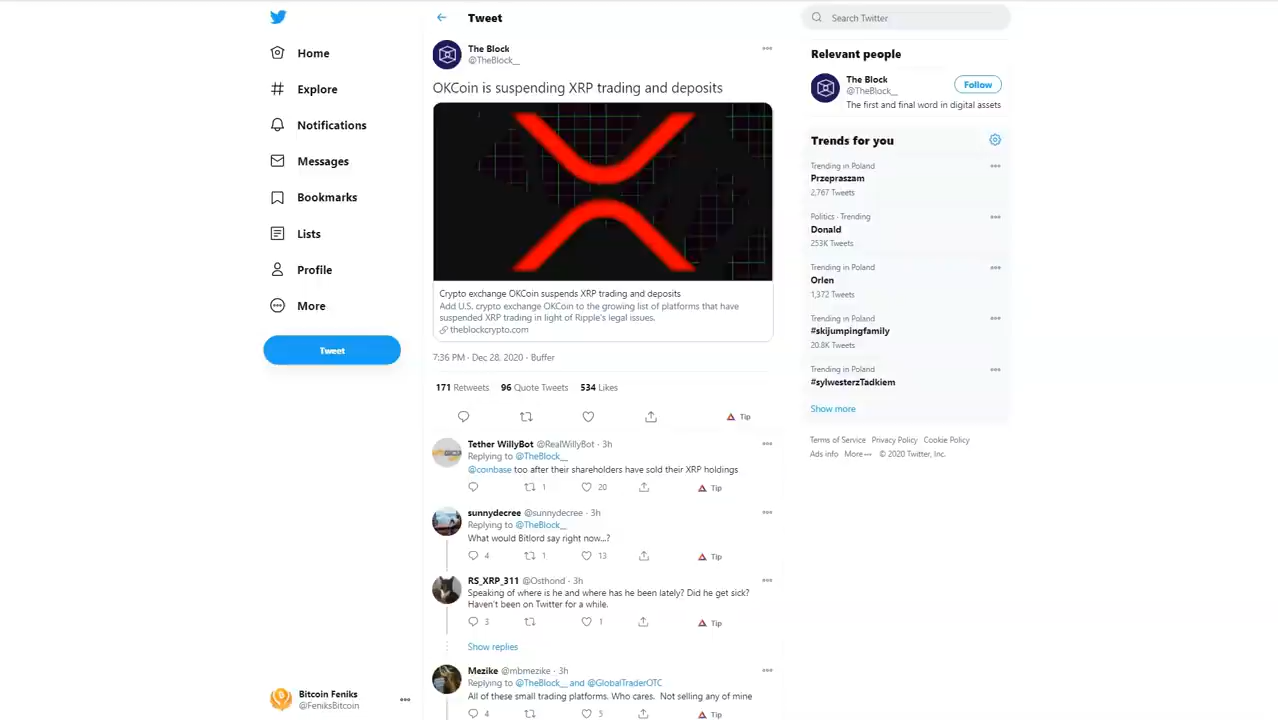 Home
Explore
Notifications
Messages
Bookmarks
Lists
Profile
More
Tweet
Bitcoin Feniks
@FeniksBitcoin
Tweet
The Block
@TheBlock__
OKCoin is suspending XRP trading and deposits
Crypto exchange OKCoin suspends XRP trading and deposits
Add U.S. crypto exchange OKCoin to the growing list of platforms that have
suspended XRP trading in light of Ripple's legal issues.
theblockcrypto.com
7:36 PM · Dec 28, 2020 · Buffer
171 Retweets 96 Quote Tweets 534 Likes
Tip
Tether WillyBot @RealWillyBot · 3h
Replying to @TheBlock__
@coinbase too after their shareholders have sold their XRP holdings
1 20 Tip
sunnydecree @sunnydecree · 3h
Replying to @TheBlock__
What would Bitlord say right now...?
4 1 13 Tip
RS_XRP_311 @Osthond · 3h
Speaking of where is he and where has he been lately? Did he get sick?
Haven't been on Twitter for a while.
3 1 Tip
Show replies
Mezike @mbmezike · 3h
Replying to @TheBlock__ and @GlobalTraderOTC
All of these small trading platforms. Who cares. Not selling any of mine
4 5 Tip
Search Twitter
Relevant people
The Block
@TheBlock__
Follow
The first and final word in digital assets
Trends for you
Trending in Poland
Przepraszam
2,767 Tweets
Politics · Trending
Donald
253K Tweets
Trending in Poland
Orlen
1,372 Tweets
Trending in Poland
#skijumpingfamily
20.8K Tweets
Trending in Poland
#sylwesterzTadkiem
Show more
Terms of Service Privacy Policy Cookie Policy
Ads info More © 2020 Twitter, Inc.